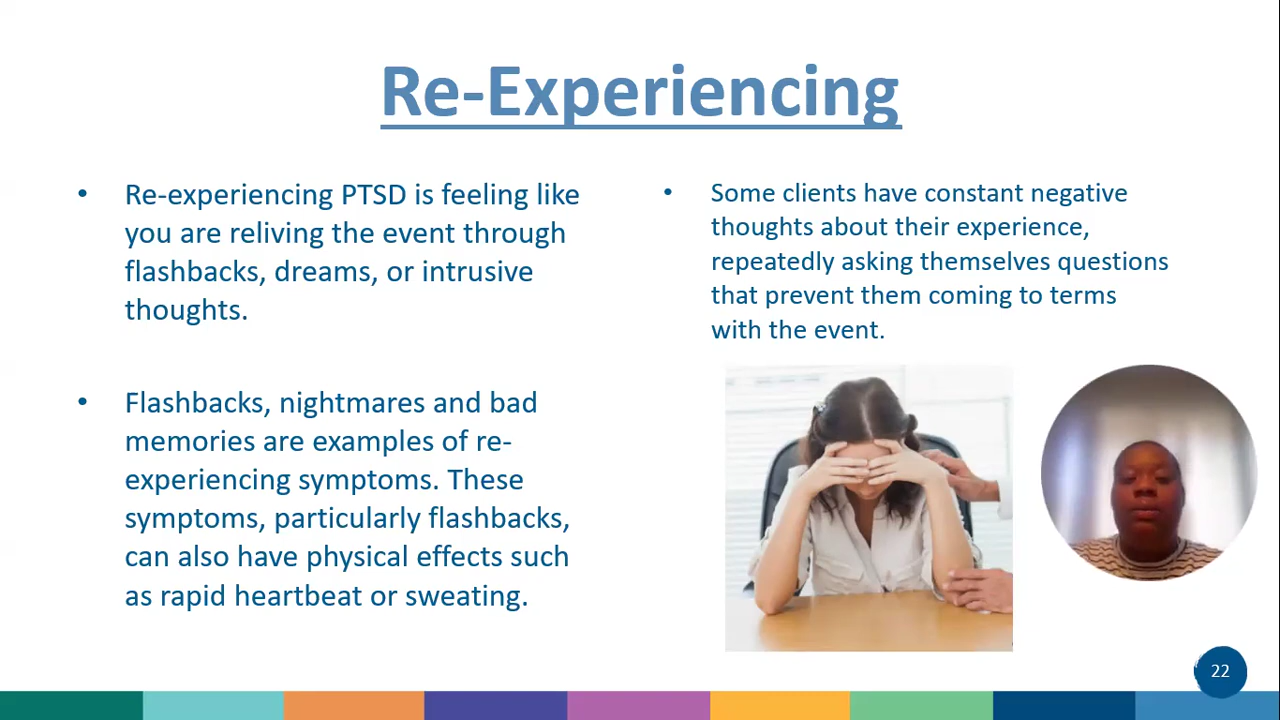 Re-Experiencing
• Re-experiencing PTSD is feeling like
you are reliving the event through
flashbacks, dreams, or intrusive
thoughts.
• Flashbacks, nightmares and bad
memories are examples of re-
experiencing symptoms. These
symptoms, particularly flashbacks,
can also have physical effects such
as rapid heartbeat or sweating.
• Some clients have constant negative
thoughts about their experience,
repeatedly asking themselves questions
that prevent them coming to terms
with the event.
22